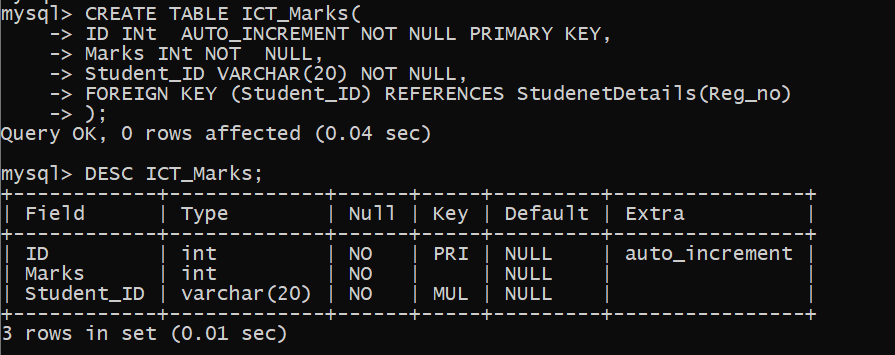 mysql> CREATE TABLE ICT_Marks(
    -> ID INt  AUTO_INCREMENT NOT NULL PRIMARY KEY,
    -> Marks INt NOT  NULL,
    -> Student_ID VARCHAR(20) NOT NULL,
    -> FOREIGN KEY (Student_ID) REFERENCES StudenetDetails(Reg_no)
    -> );
Query OK, 0 rows affected (0.04 sec)

mysql> DESC ICT_Marks;
+------------+-------------+------+-----+---------+----------------+
| Field      | Type        | Null | Key | Default | Extra          |
+------------+-------------+------+-----+---------+----------------+
| ID         | int         | NO   | PRI | NULL    | auto_increment |
| Marks      | int         | NO   |     | NULL    |                |
| Student_ID | varchar(20) | NO   | MUL | NULL    |                |
+------------+-------------+------+-----+---------+----------------+
3 rows in set (0.01 sec)